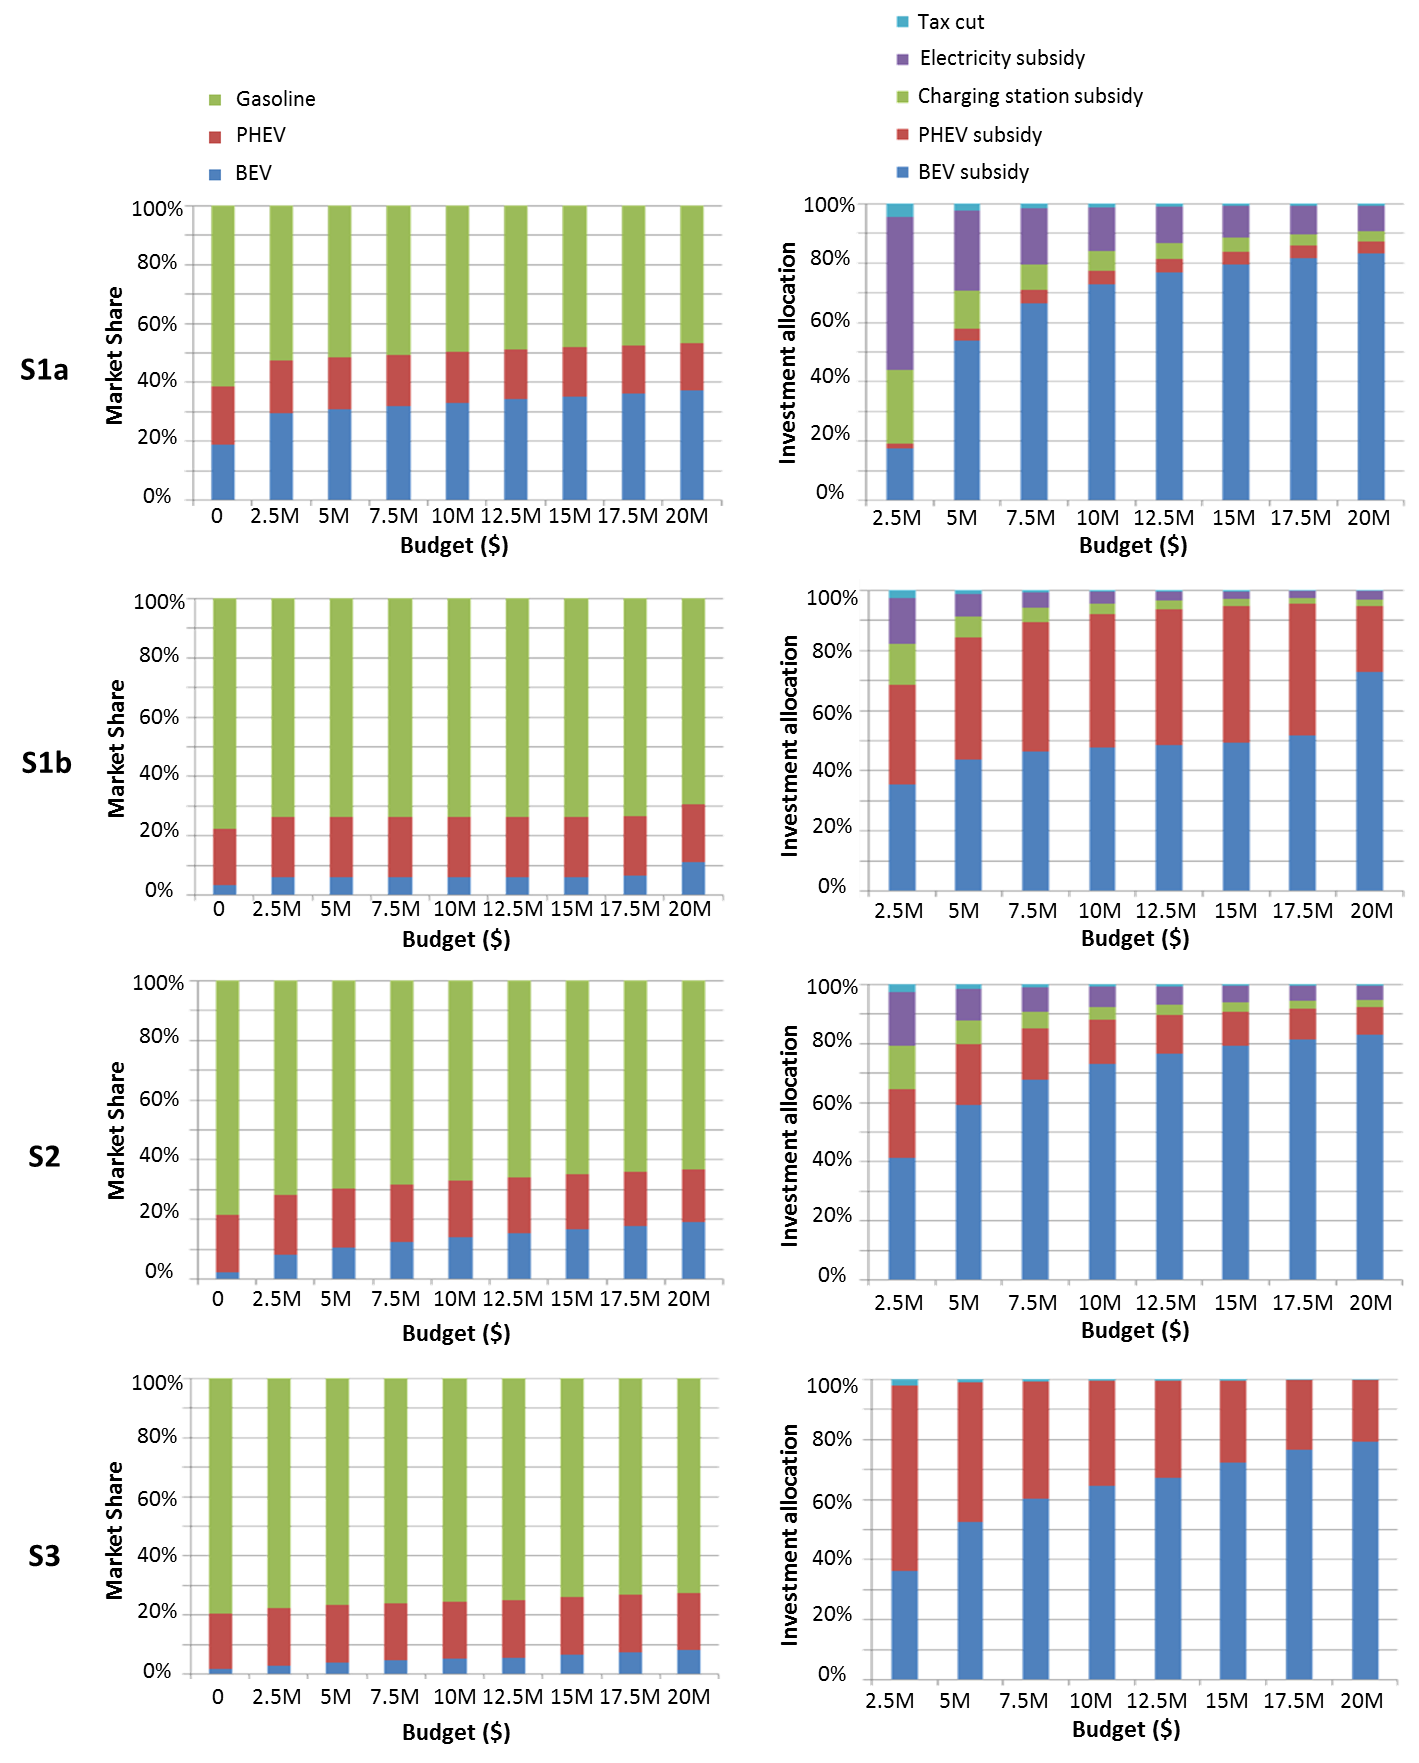 Gasoline
PHEV
BEV
Tax cut
Electricity subsidy
Charging station subsidy
PHEV subsidy
BEV subsidy
S1a
Market Share
100%
80%
60%
40%
20%
0%
0 2.5M 5M 7.5M 10M 12.5M 15M 17.5M 20M
Budget ($)
Investment allocation
100%
80%
60%
40%
20%
0%
2.5M 5M 7.5M 10M 12.5M 15M 17.5M 20M
Budget ($)
S1b
Market Share
100%
80%
60%
40%
20%
0%
0 2.5M 5M 7.5M 10M 12.5M 15M 17.5M 20M
Budget ($)
Investment allocation
100%
80%
60%
40%
20%
0%
2.5M 5M 7.5M 10M 12.5M 15M 17.5M 20M
Budget ($)
S2
Market Share
100%
80%
60%
40%
20%
0%
0 2.5M 5M 7.5M 10M 12.5M 15M 17.5M 20M
Budget ($)
Investment allocation
100%
80%
60%
40%
20%
0%
2.5M 5M 7.5M 10M 12.5M 15M 17.5M 20M
Budget ($)
S3
Market Share
100%
80%
60%
40%
20%
0%
0 2.5M 5M 7.5M 10M 12.5M 15M 17.5M 20M
Budget ($)
Investment allocation
100%
80%
60%
40%
20%
0%
2.5M 5M 7.5M 10M 12.5M 15M 17.5M 20M
Budget ($)